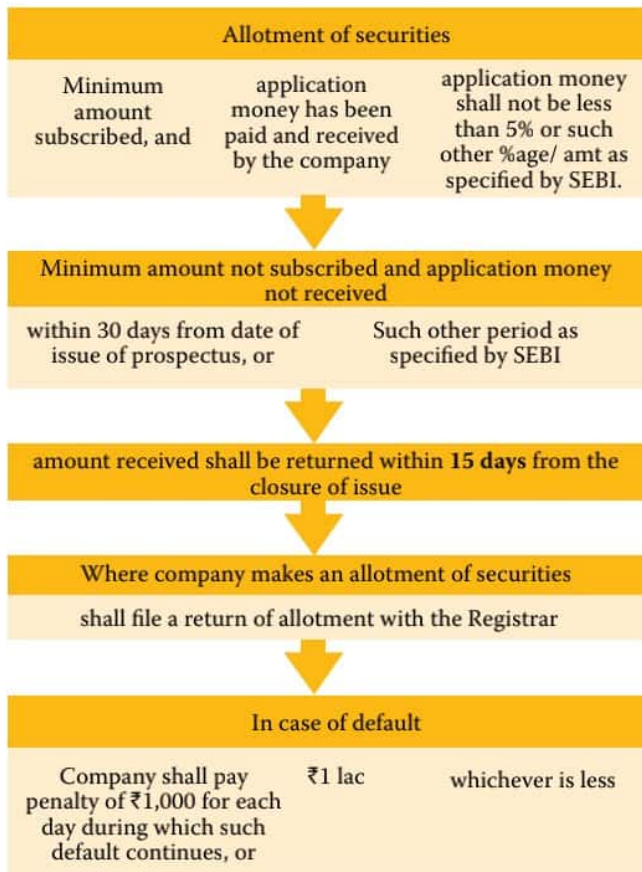 Allotment of securities
Minimum
amount
subscribed, and
application
money has been
paid and received
by the company
application money
shall not be less
than 5% or such
other %age/ amt as
specified by SEBI.
Minimum amount not subscribed and application money
not received
within 30 days from date of
issue of prospectus, or
Such other period as
specified by SEBI
amount received shall be returned within 15 days from the
closure of issue
Where company makes an allotment of securities
shall file a return of allotment with the Registrar
In case of default
Company shall pay
penalty of ₹1,000 for each
day during which such
default continues, or
₹1 lac
whichever is less